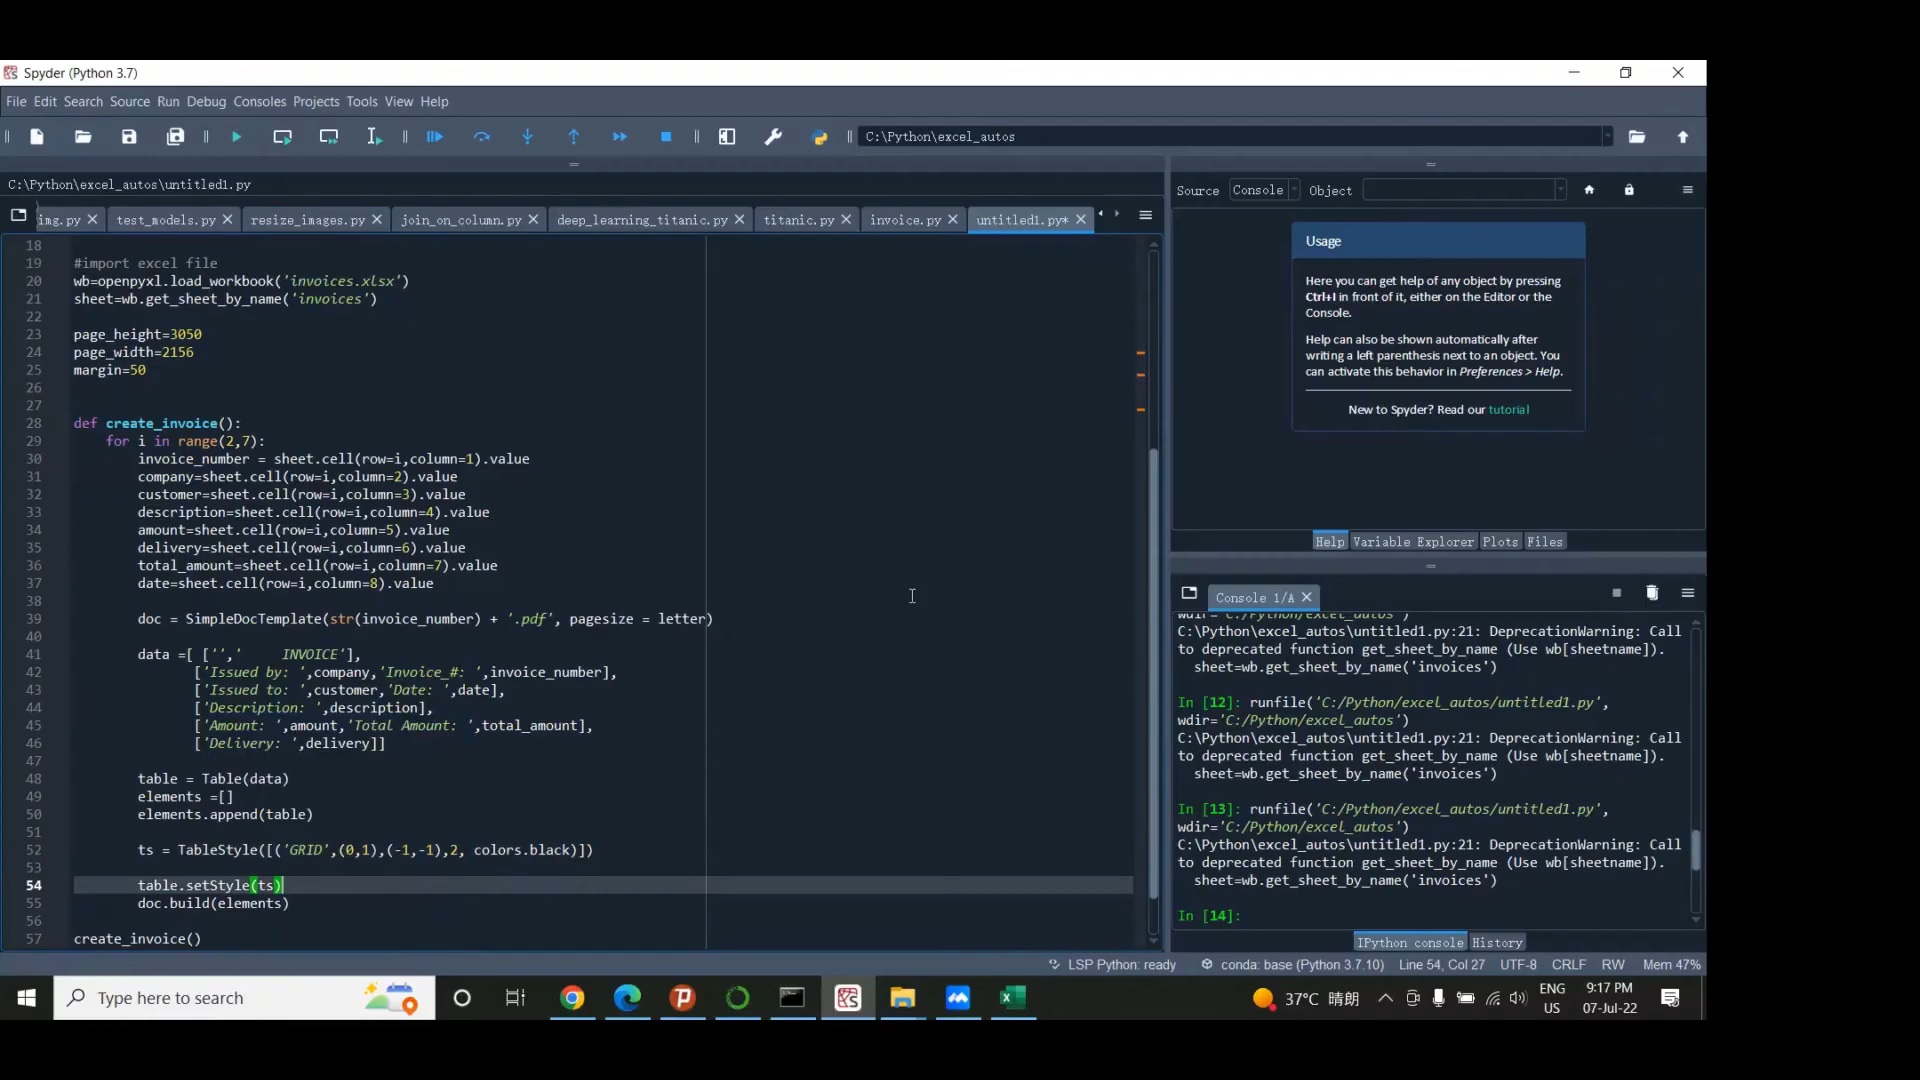 Spyder (Python 3.7)
File Edit Search Source Run Debug Consoles Projects Tools View Help
C:\Python\excel_autos
C:\Python\excel_autos\untitled1.py
img.py test_models.py resize_images.py join_on_column.py deep_learning_titanic.py titanic.py invoice.py untitled1.py*
18
19 #import excel file
20 wb=openpyxl.load_workbook('invoices.xlsx')
21 sheet=wb.get_sheet_by_name('invoices')
22
23 page_height=3050
24 page_width=2156
25 margin=50
26
27
28 def create_invoice():
29     for i in range(2,7):
30         invoice_number = sheet.cell(row=i,column=1).value
31         company=sheet.cell(row=i,column=2).value
32         customer=sheet.cell(row=i,column=3).value
33         description=sheet.cell(row=i,column=4).value
34         amount=sheet.cell(row=i,column=5).value
35         delivery=sheet.cell(row=i,column=6).value
36         total_amount=sheet.cell(row=i,column=7).value
37         date=sheet.cell(row=i,column=8).value
38
39         doc = SimpleDocTemplate(str(invoice_number) + '.pdf', pagesize = letter)
40
41         data =[ ['','     INVOICE'],
42                ['Issued by: ',company,'Invoice_#: ',invoice_number],
43                ['Issued to: ',customer,'Date: ',date],
44                ['Description: ',description],
45                ['Amount: ',amount,'Total Amount: ',total_amount],
46                ['Delivery: ',delivery]]
47
48         table = Table(data)
49         elements =[]
50         elements.append(table)
51
52         ts = TableStyle([('GRID',(0,1),(-1,-1),2, colors.black)])
53
54         table.setStyle(ts)
55         doc.build(elements)
56
57 create_invoice()
Source Console Object
Usage
Here you can get help of any object by pressing
Ctrl+I in front of it, either on the Editor or the
Console.
Help can also be shown automatically after
writing a left parenthesis next to an object. You
can activate this behavior in Preferences > Help.
New to Spyder? Read our tutorial
Help Variable Explorer Plots Files
Console 1/A
wdir='C:/Python/excel_autos')
C:\Python\excel_autos\untitled1.py:21: DeprecationWarning: Call
to deprecated function get_sheet_by_name (Use wb[sheetname]).
  sheet=wb.get_sheet_by_name('invoices')
In [12]: runfile('C:/Python/excel_autos/untitled1.py',
wdir='C:/Python/excel_autos')
C:\Python\excel_autos\untitled1.py:21: DeprecationWarning: Call
to deprecated function get_sheet_by_name (Use wb[sheetname]).
  sheet=wb.get_sheet_by_name('invoices')
In [13]: runfile('C:/Python/excel_autos/untitled1.py',
wdir='C:/Python/excel_autos')
C:\Python\excel_autos\untitled1.py:21: DeprecationWarning: Call
to deprecated function get_sheet_by_name (Use wb[sheetname]).
  sheet=wb.get_sheet_by_name('invoices')
In [14]:
IPython console History
LSP Python: ready conda: base (Python 3.7.10) Line 54, Col 27 UTF-8 CRLF RW Mem 47%
Type here to search
37°C 晴朗
ENG
US
9:17 PM
07-Jul-22